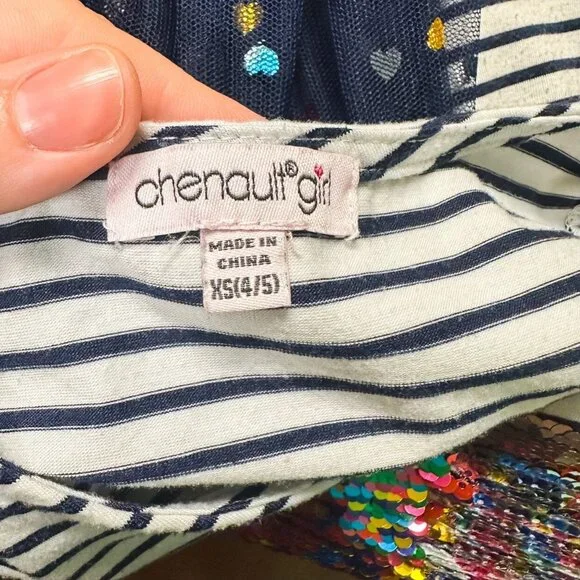 chenault® girl
MADE IN
CHINA
XS(4/5)